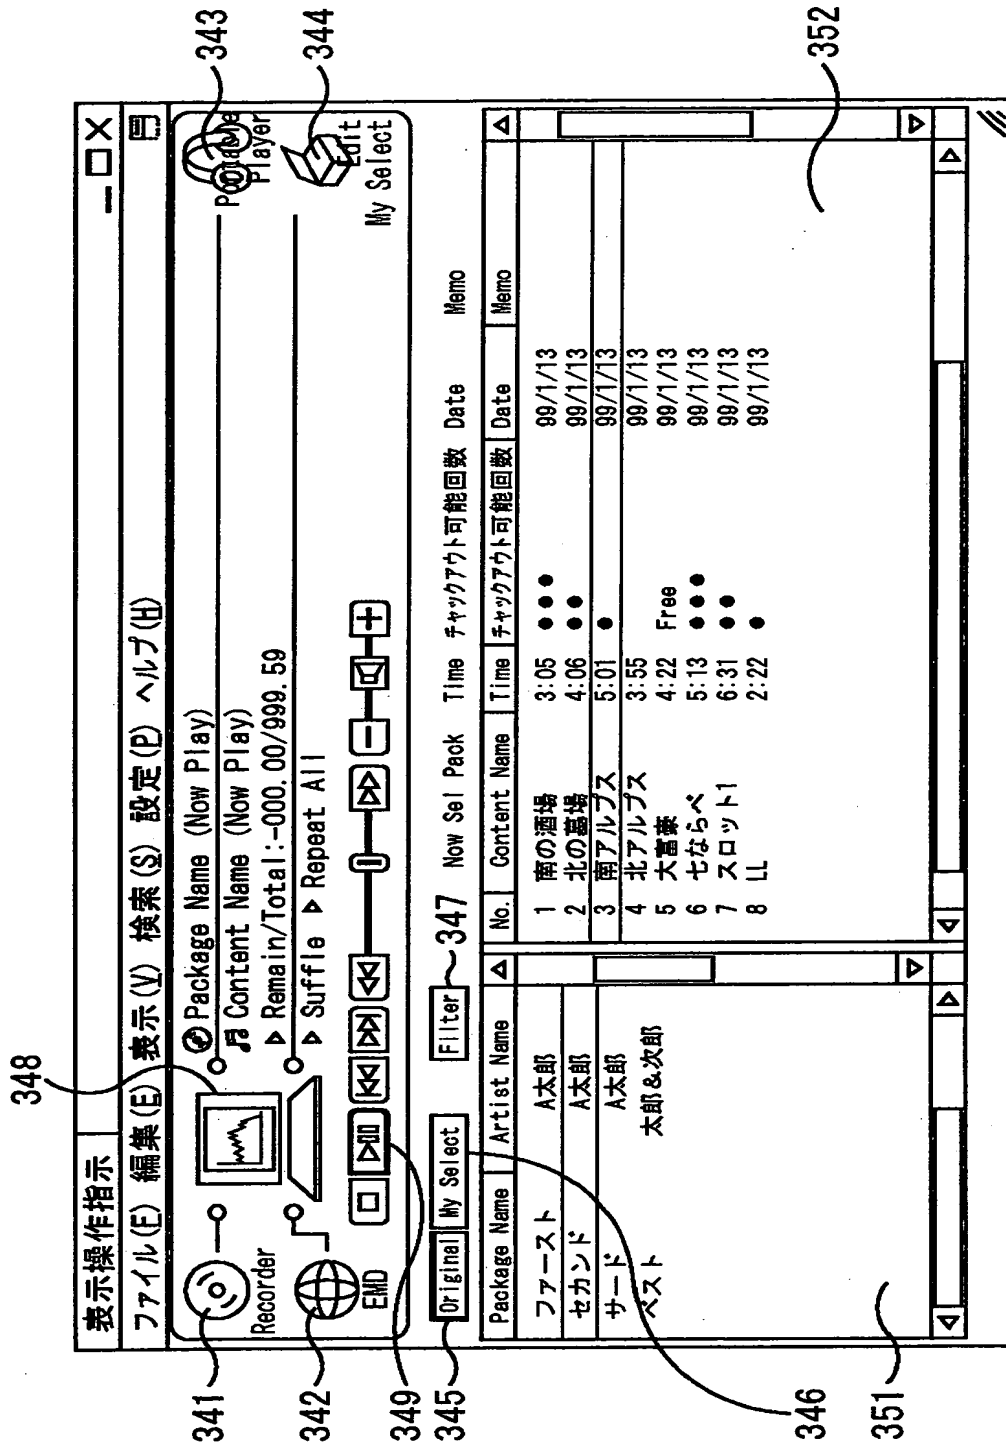 348
343
344
352
341
342
349
345
346
347
351
表示操作指示
ファイル(F) 編集(E) 表示(V) 検索(S) 設定(P) ヘルプ(H)
Package Name (Now Play)
Content Name (Now Play)
Remain/Total:-000.00/999.59
Suffle Repeat All
Recorder
EMD
Portable
Player
Edit
My Select
Original My Select Filter
Now Sel Pack Time チャックアウト可能回数 Date Memo
Package Name Artist Name
ファースト A太郎
セカンド A太郎
サード A太郎
ベスト 太郎&次郎
No. Content Name Time チャックアウト可能回数 Date Memo
1 南の酒場 3:05 ●●● 99/1/13
2 北の墓場 4:06 ●● 99/1/13
3 南アルプス 5:01 ● 99/1/13
4 北アルプス 3:55 99/1/13
5 大富豪 4:22 Free 99/1/13
6 七ならべ 5:13 ●●● 99/1/13
7 スロット1 6:31 ●● 99/1/13
8 LL 2:22 ● 99/1/13